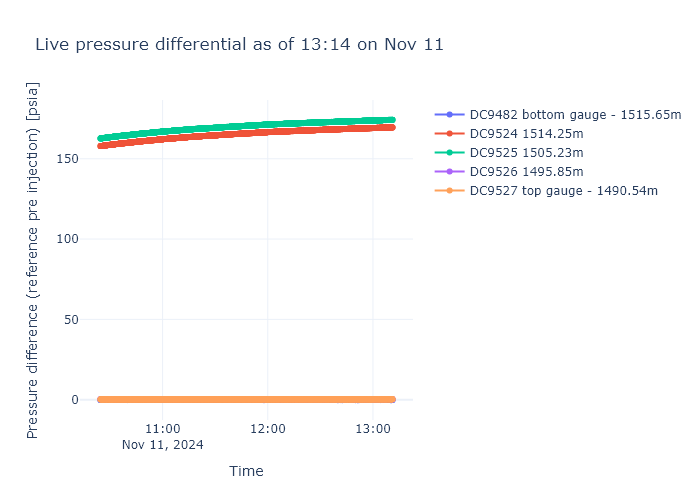 Live pressure differential as of 13:14 on Nov 11
Pressure difference (reference pre injection) [psia]
150
100
50
0
11:00
Nov 11, 2024
12:00
13:00
Time
DC9482 bottom gauge - 1515.65m
DC9524 1514.25m
DC9525 1505.23m
DC9526 1495.85m
DC9527 top gauge - 1490.54m